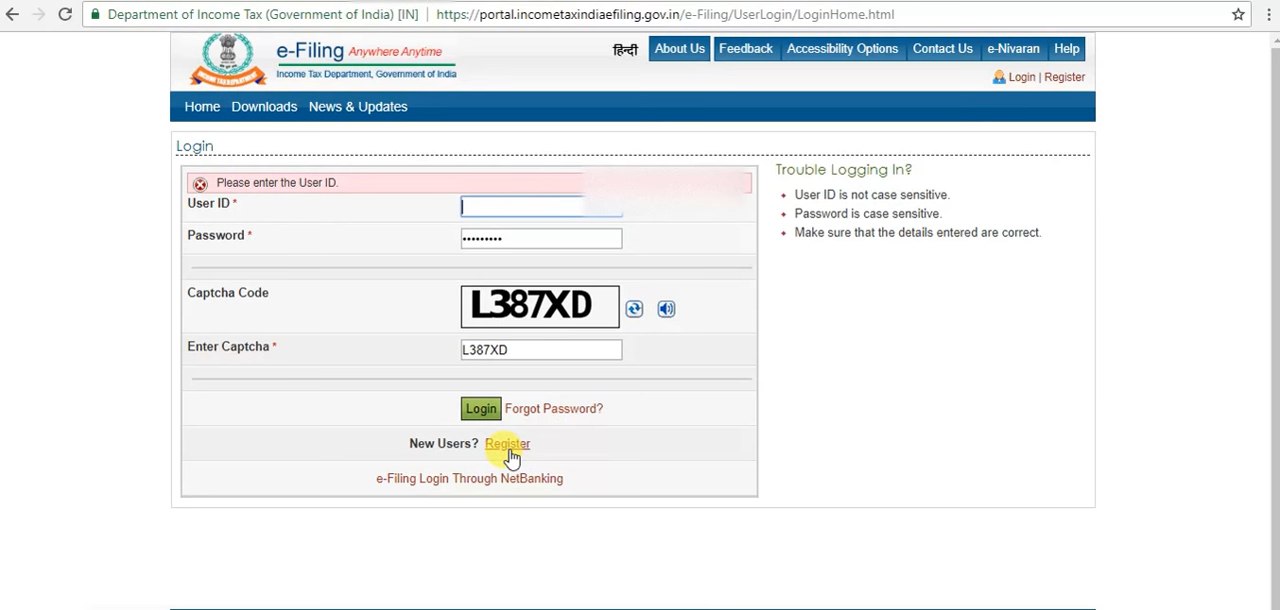 Department of Income Tax (Government of India) [IN] https://portal.incometaxindiaefiling.gov.in/e-Filing/UserLogin/LoginHome.html
e-Filing Anywhere Anytime
Income Tax Department, Government of India
हिन्दी About Us Feedback Accessibility Options Contact Us e-Nivaran Help
Login | Register
Home Downloads News & Updates
Login
Please enter the User ID.
User ID *
Password *
•••••••••
Captcha Code
L387XD
Enter Captcha *
L387XD
Login Forgot Password?
New Users? Register
e-Filing Login Through NetBanking
Trouble Logging In?
User ID is not case sensitive.
Password is case sensitive.
Make sure that the details entered are correct.